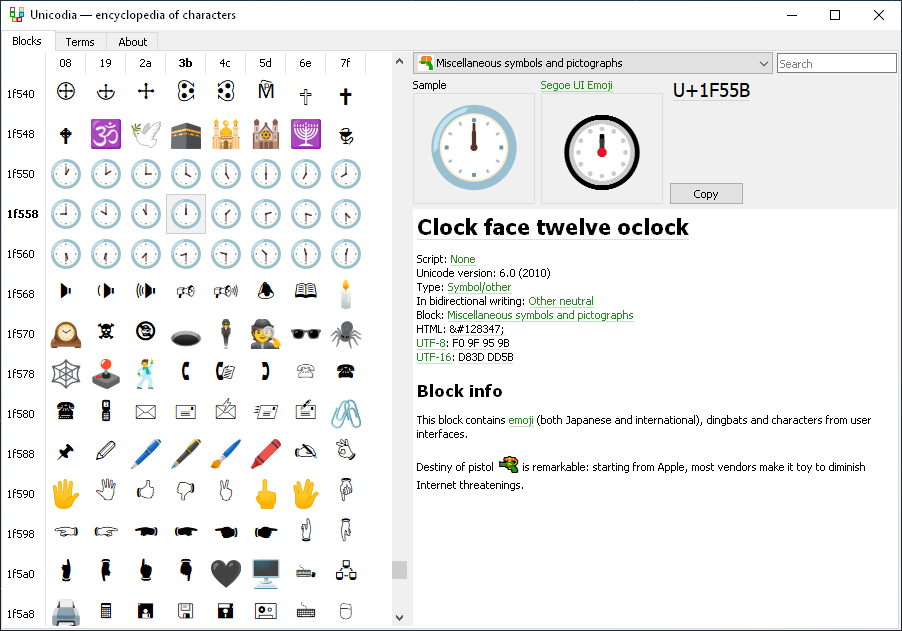 Unicodia — encyclopedia of characters
Blocks Terms About
08 19 2a 3b 4c 5d 6e 7f
1f540
1f548
1f550
1f558
1f560
1f568
1f570
1f578
1f580
1f588
1f590
1f598
1f5a0
1f5a8
Miscellaneous symbols and pictographs
Search
Sample
Segoe UI Emoji
U+1F55B
Copy
Clock face twelve oclock
Script: None
Unicode version: 6.0 (2010)
Type: Symbol/other
In bidirectional writing: Other neutral
Block: Miscellaneous symbols and pictographs
HTML: &#128347;
UTF-8: F0 9F 95 9B
UTF-16: D83D DD5B
Block info
This block contains emoji (both Japanese and international), dingbats and characters from user
interfaces.
Destiny of pistol is remarkable: starting from Apple, most vendors make it toy to diminish
Internet threatenings.